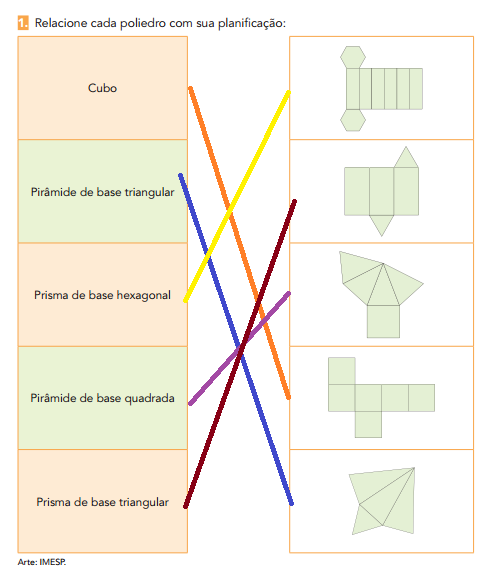 1. Relacione cada poliedro com sua planificação:
Cubo
Pirâmide de base triangular
Prisma de base hexagonal
Pirâmide de base quadrada
Prisma de base triangular
Arte: IMESP.